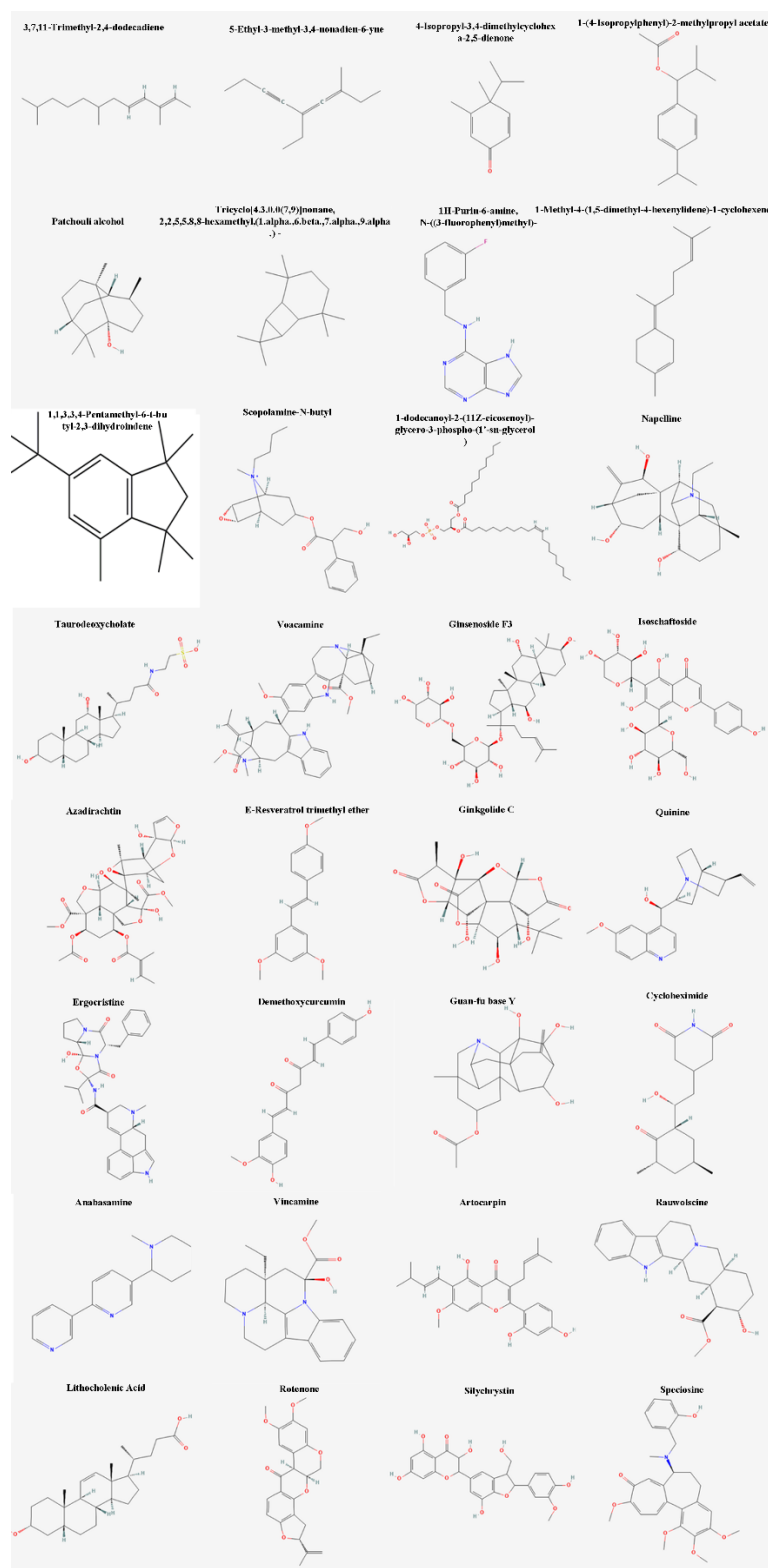 3,7,11-Trimethyl-2,4-dodecadiene
5-Ethyl-3-methyl-3,4-nonadien-6-yne
4-Isopropyl-3,4-dimethylcyclohex
a-2,5-dienone
1-(4-Isopropylphenyl)-2-methylpropyl acetate
Patchouli alcohol
Tricyclo[4.3.0.0(7,9)]nonane,
2,2,5,5,8,8-hexamethyl,(1.alpha.,6.beta.,7.alpha.,9.alpha
.) -
1H-Purin-6-amine,
N-((3-fluorophenyl)methyl)-
1-Methyl-4-(1,5-dimethyl-4-hexenylidene)-1-cyclohexene
1,1,3,3,4-Pentamethyl-6-t-bu
tyl-2,3-dihydroindene
Scopolamine-N-butyl
1-dodecanoyl-2-(11Z-eicosenoyl)-
glycero-3-phospho-(1'-sn-glycerol
)
Napelline
Taurodeoxycholate
Voacamine
Ginsenoside F3
Isoschaftoside
Azadirachtin
E-Resveratrol trimethyl ether
Ginkgolide C
Quinine
Ergocristine
Demethoxycurcumin
Guan-fu base Y
Cycloheximide
Anabasamine
Vincamine
Artocarpin
Rauwolscine
Lithocholenic Acid
Rotenone
Silychrystin
Speciosine